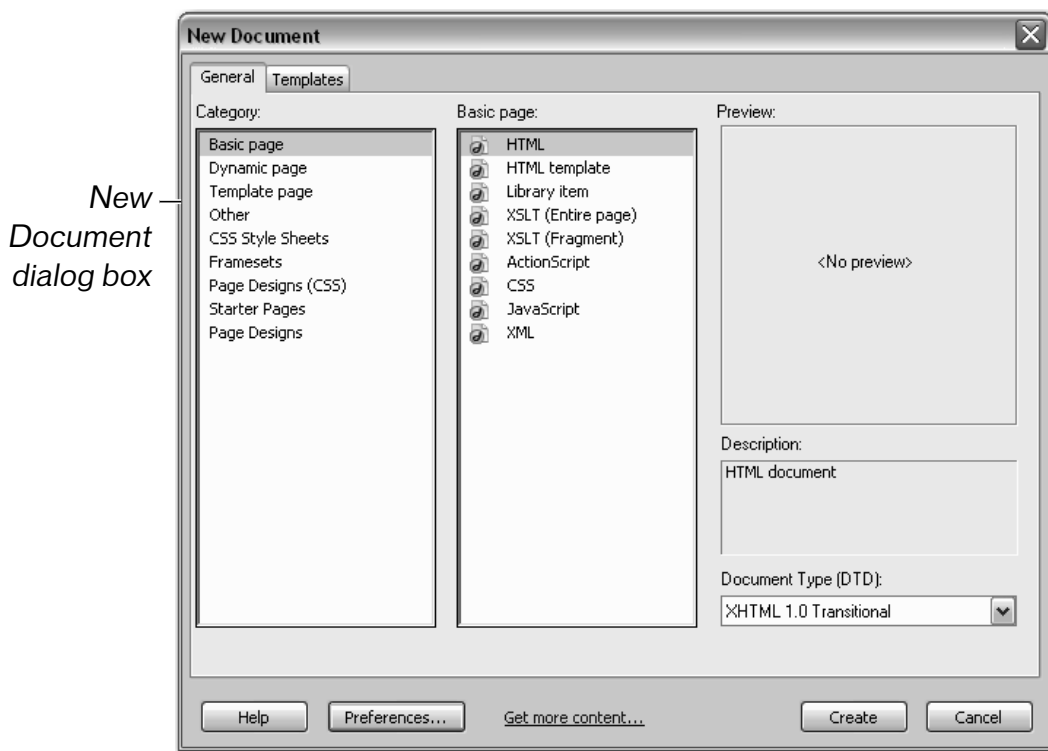 New Document
General
Templates
Category:
Basic page
Dynamic page
Template page
Other
CSS Style Sheets
Framesets
Page Designs (CSS)
Starter Pages
Page Designs
Basic page:
HTML
HTML template
Library item
XSLT (Entire page)
XSLT (Fragment)
ActionScript
CSS
JavaScript
XML
Preview:
<No preview>
Description:
HTML document
Document Type (DTD):
XHTML 1.0 Transitional
Help
Preferences...
Get more content...
Create
Cancel
New
Document
dialog box